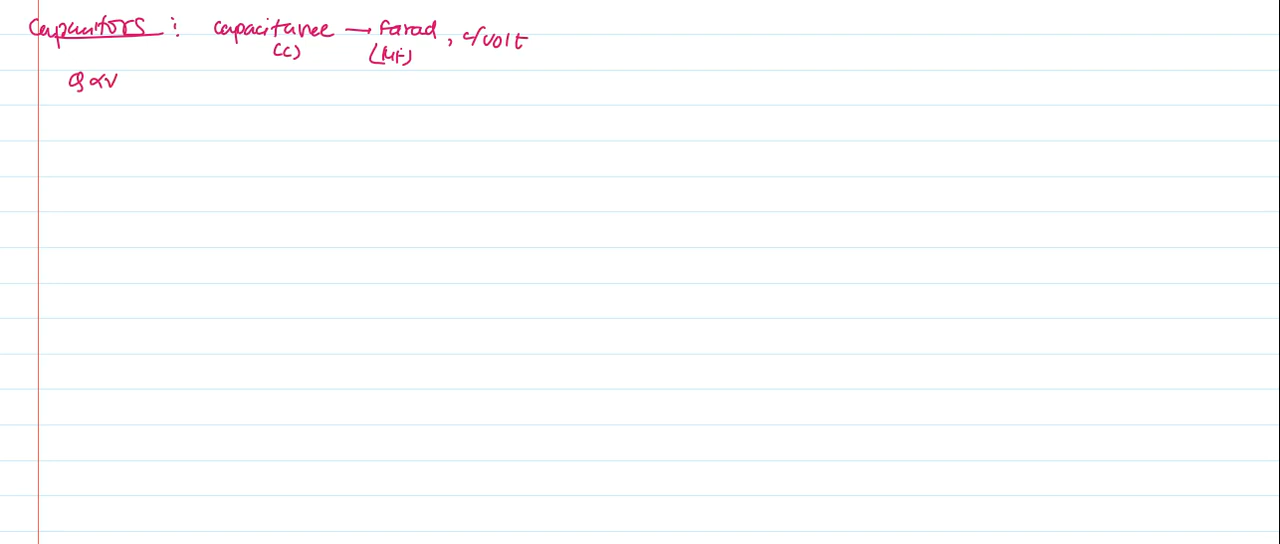 Capacitors : Capacitance → Farad, c/volt
(C) (μF)
Q ∝ V